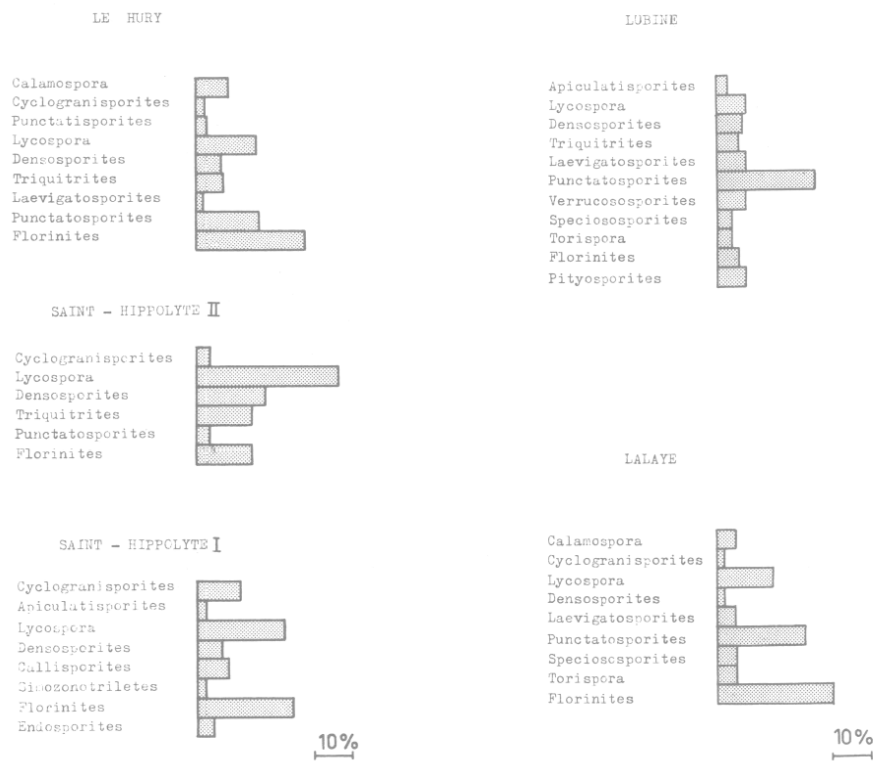 LE HURY
Calamospora
Cyclogranisporites
Punctatisporites
Lycospora
Densosporites
Triquitrites
Laevigatosporites
Punctatosporites
Florinites
SAINT - HIPPOLYTE II
Cyclogranisporites
Lycospora
Densosporites
Triquitrites
Punctatosporites
Florinites
SAINT - HIPPOLYTE I
Cyclogranisporites
Apiculatisporites
Lycospora
Densosporites
Callisporites
Simozonotriletes
Florinites
Endosporites
10%
LUBINE
Apiculatisporites
Lycospora
Densosporites
Triquitrites
Laevigatosporites
Punctatosporites
Verrucososporites
Speciososporites
Torispora
Florinites
Pityosporites
LALAYE
Calamospora
Cyclogranisporites
Lycospora
Densosporites
Laevigatosporites
Punctatosporites
Speciososporites
Torispora
Florinites
10%